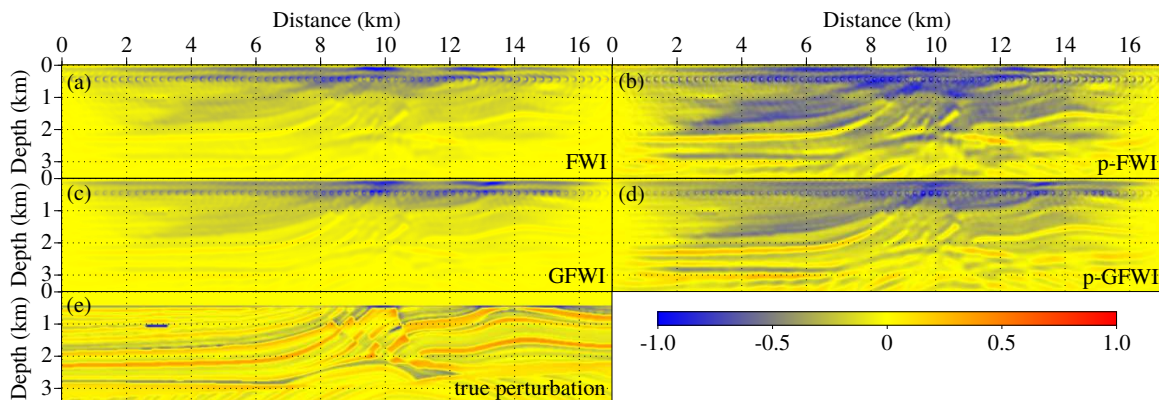 Distance (km)
Distance (km)
0 2 4 6 8 10 12 14 16
0 2 4 6 8 10 12 14 16
Depth (km)
0
1
2
3
(a)
FWI
(b)
p-FWI
Depth (km)
0
1
2
3
(c)
GFWI
(d)
p-GFWI
Depth (km)
0
1
2
3
(e)
true perturbation
-1.0 -0.5 0 0.5 1.0